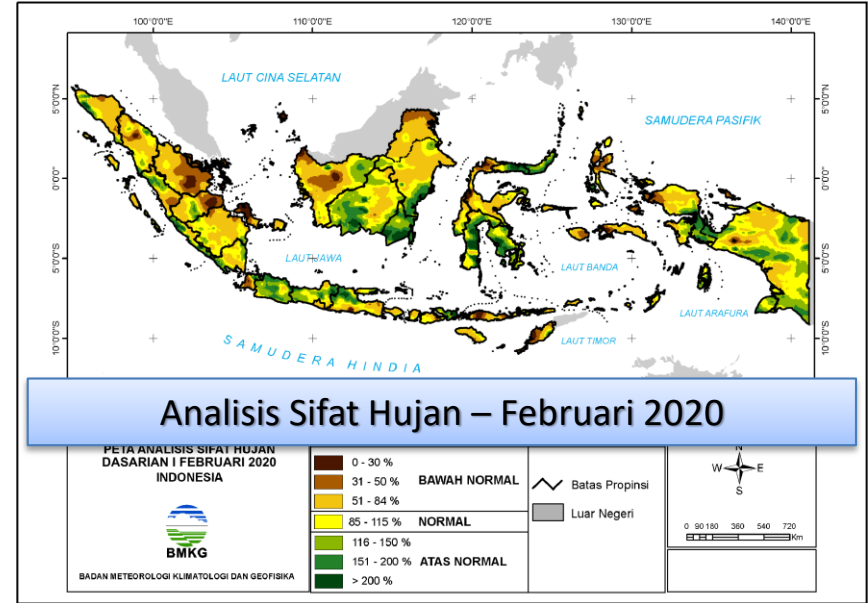 100°0'0"E 110°0'0"E 120°0'0"E 130°0'0"E 140°0'0"E
5°0'0"N 5°0'0"N
LAUT CINA SELATAN
SAMUDERA PASIFIK
0°0'0" 0°0'0"
5°0'0"S 5°0'0"S
LAUT JAWA
LAUT BANDA
LAUT ARAFURA
10°0'0"S 10°0'0"S
LAUT TIMOR
SAMUDERA HINDIA
Analisis Sifat Hujan – Februari 2020
PETA ANALISIS SIFAT HUJAN
DASARIAN I FEBRUARI 2020
INDONESIA
BMKG
BADAN METEOROLOGI KLIMATOLOGI DAN GEOFISIKA
0 - 30 %
31 - 50 % BAWAH NORMAL
51 - 84 %
85 - 115 % NORMAL
116 - 150 %
151 - 200 % ATAS NORMAL
> 200 %
Batas Propinsi
Luar Negeri
W E
S
0 90 180 360 540 720
Km